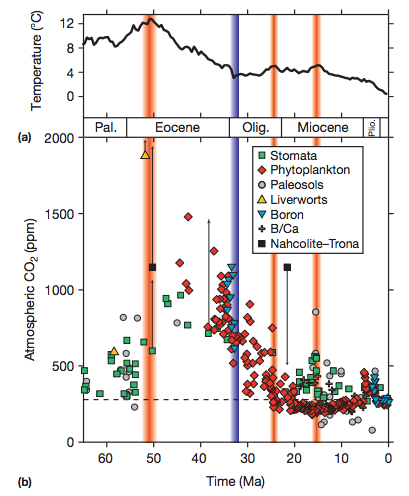 Temperature (°C)
12
8
4
0
(a)
Pal.
Eocene
Olig.
Miocene
Plio.
Atmospheric CO2 (ppm)
2000
1500
1000
500
0
Stomata
Phytoplankton
Paleosols
Liverworts
Boron
B/Ca
Nahcolite–Trona
60 50 40 30 20 10 0
(b)
Time (Ma)